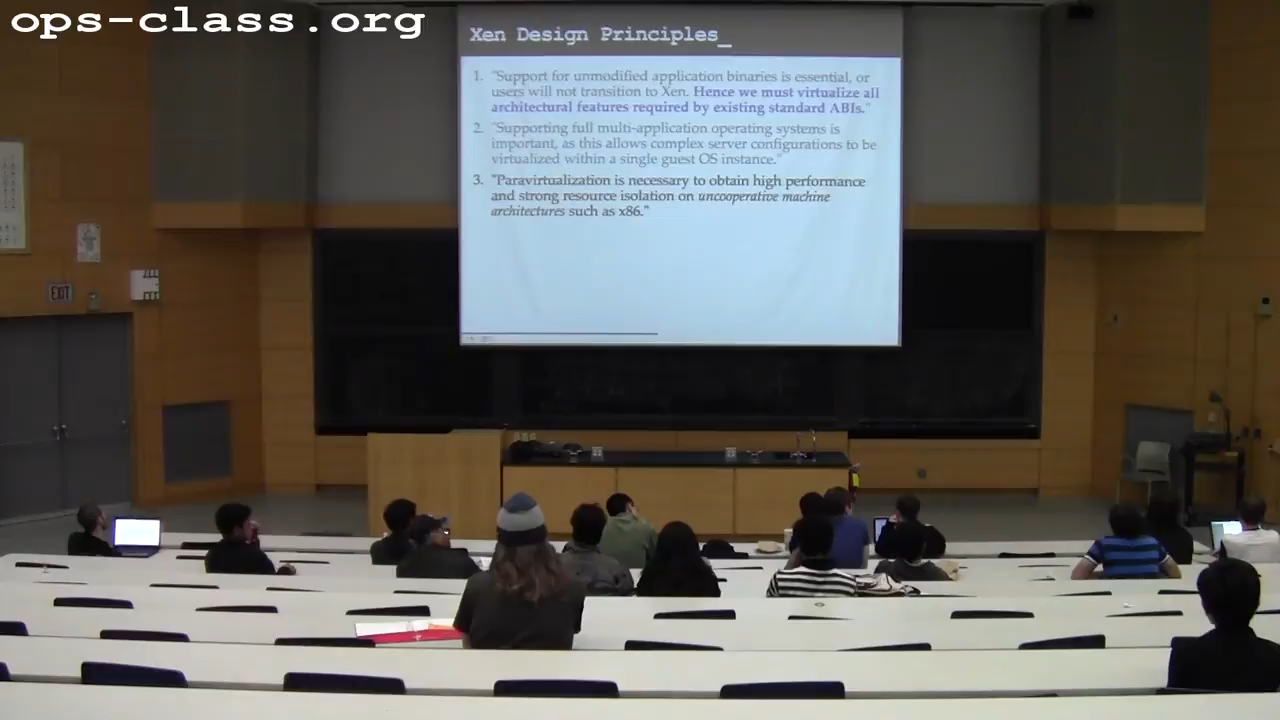 ops-class.org
Xen Design Principles_
1. "Support for unmodified application binaries is essential, or
users will not transition to Xen. Hence we must virtualize all
architectural features required by existing standard ABIs."
2. "Supporting full multi-application operating systems is
important, as this allows complex server configurations to be
virtualized within a single guest OS instance."
3. "Paravirtualization is necessary to obtain high performance
and strong resource isolation on uncooperative machine
architectures such as x86."
EXIT